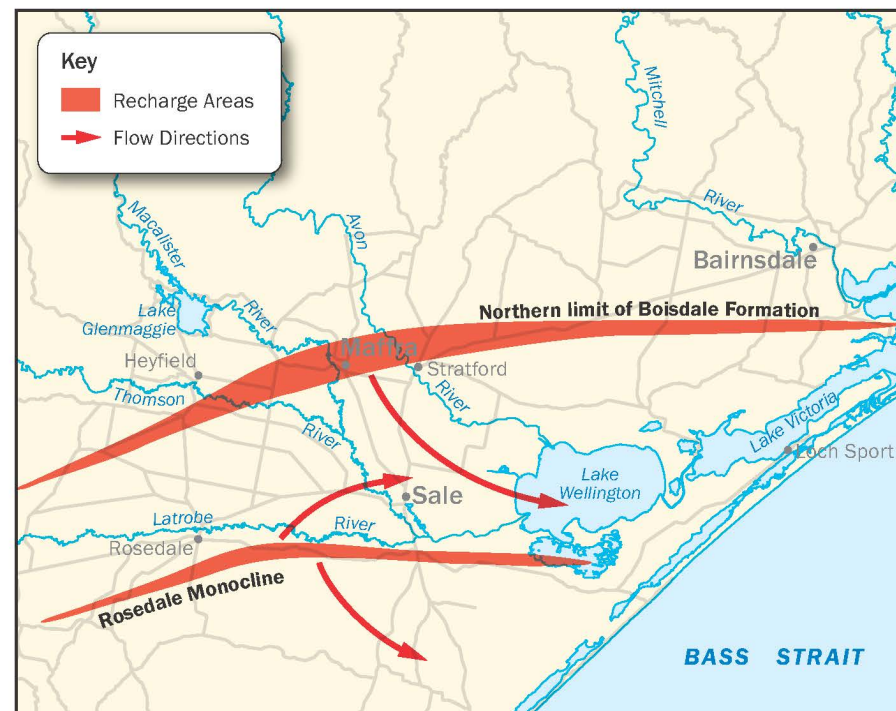 Key
Recharge Areas
Flow Directions
Mitchell
River
Macalister
River
Avon
River
Bairnsdale
Lake
Glenmaggie
Northern limit of Boisdale Formation
Heyfield
Maffra
Stratford
Thomson
River
Lake Victoria
Loch Sport
Lake
Wellington
Sale
Latrobe
River
Rosedale
Rosedale Monocline
BASS STRAIT